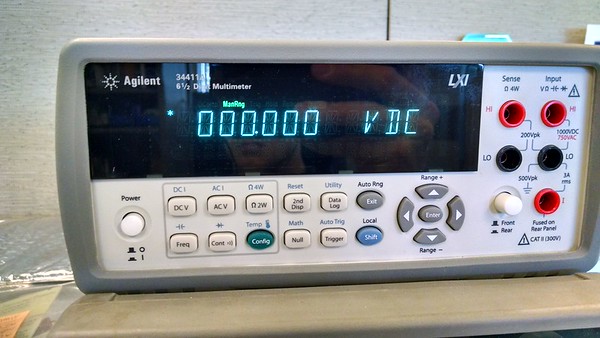 Agilent
34411A
6½ Digit Multimeter
LXI
ManRng
* 000.000 VDC
Power
O
I
DC I
AC I
Ω 4W
Reset
Utility
Auto Rng
DC V
AC V
Ω 2W
2nd
Disp
Data
Log
Exit
Temp
Math
Auto Trig
Local
Freq
Cont
Config
Null
Trigger
Shift
Range +
Enter
Range −
Sense
Ω 4W
Input
VΩ
HI
HI
200Vpk
1000VDC
750VAC
LO
LO
500Vpk
3A
rms
I
Front
Rear
Fused on
Rear Panel
CAT II (300V)